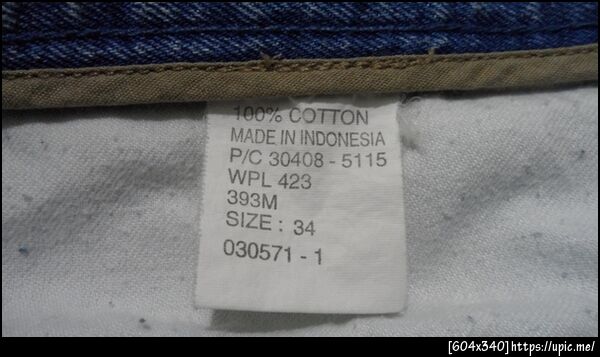 100% COTTON
MADE IN INDONESIA
P/C 30408 - 5115
WPL 423
393M
SIZE : 34
030571 - 1
[604x340]https://upic.me/